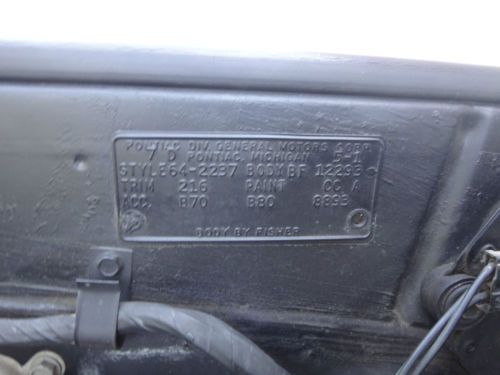 PONTIAC DIV. GENERAL MOTORS CORP.
7 D PONTIAC, MICHIGAN 5-1
STYLE 64-2237 BODY BF 12293
TRIM 216 PAINT CC A
ACC. B70 B80 8893
BODY BY FISHER